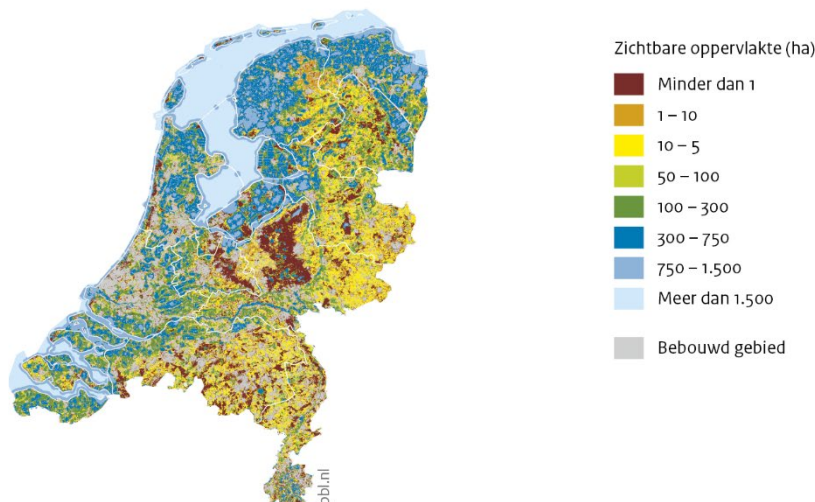 Zichtbare oppervlakte (ha)
Minder dan 1
1 – 10
10 – 5
50 – 100
100 – 300
300 – 750
750 – 1.500
Meer dan 1.500
Bebouwd gebied
pbl.nl